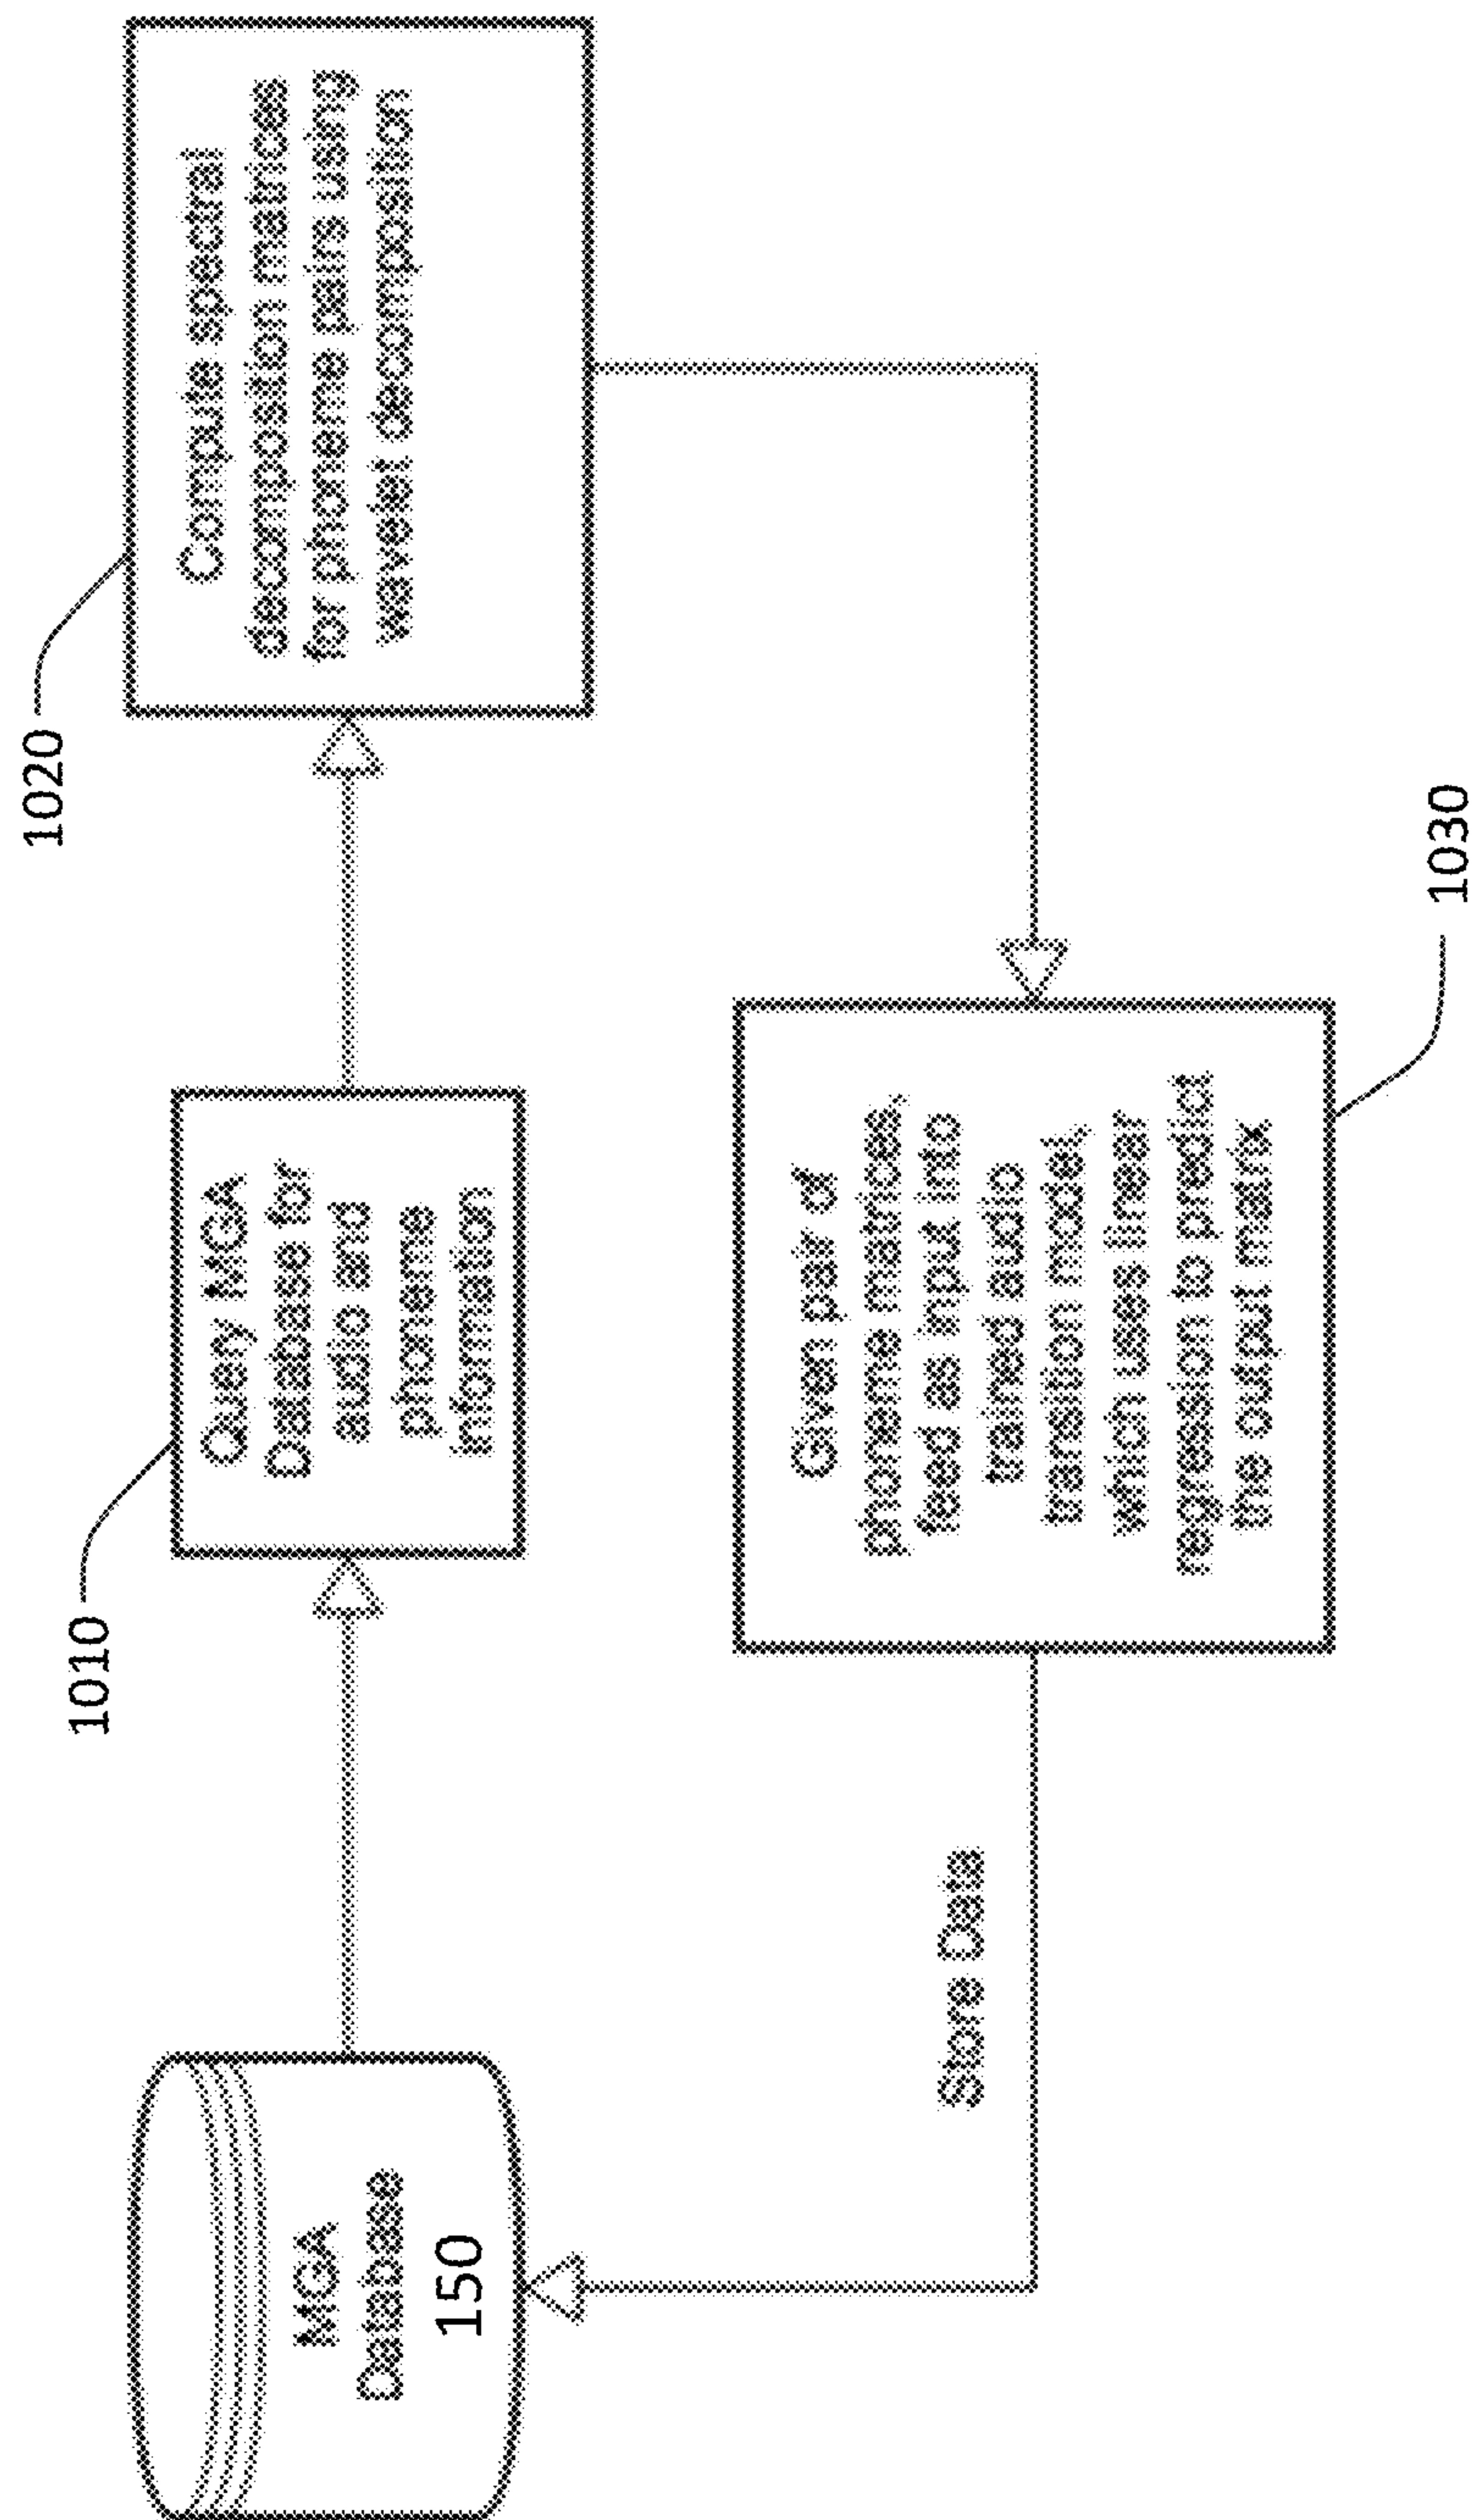 1020
Compute spectral
decomposition matrices
for phoneme pairs using
wavelet decomposition
1010
Query MGA
Database for
audio and
phoneme
information
MGA
Database
150
Given pair of
phoneme matrices,
feed as input into
trained audio
transition model,
which uses linear
regression to predict
the output matrix
1030
Store Data